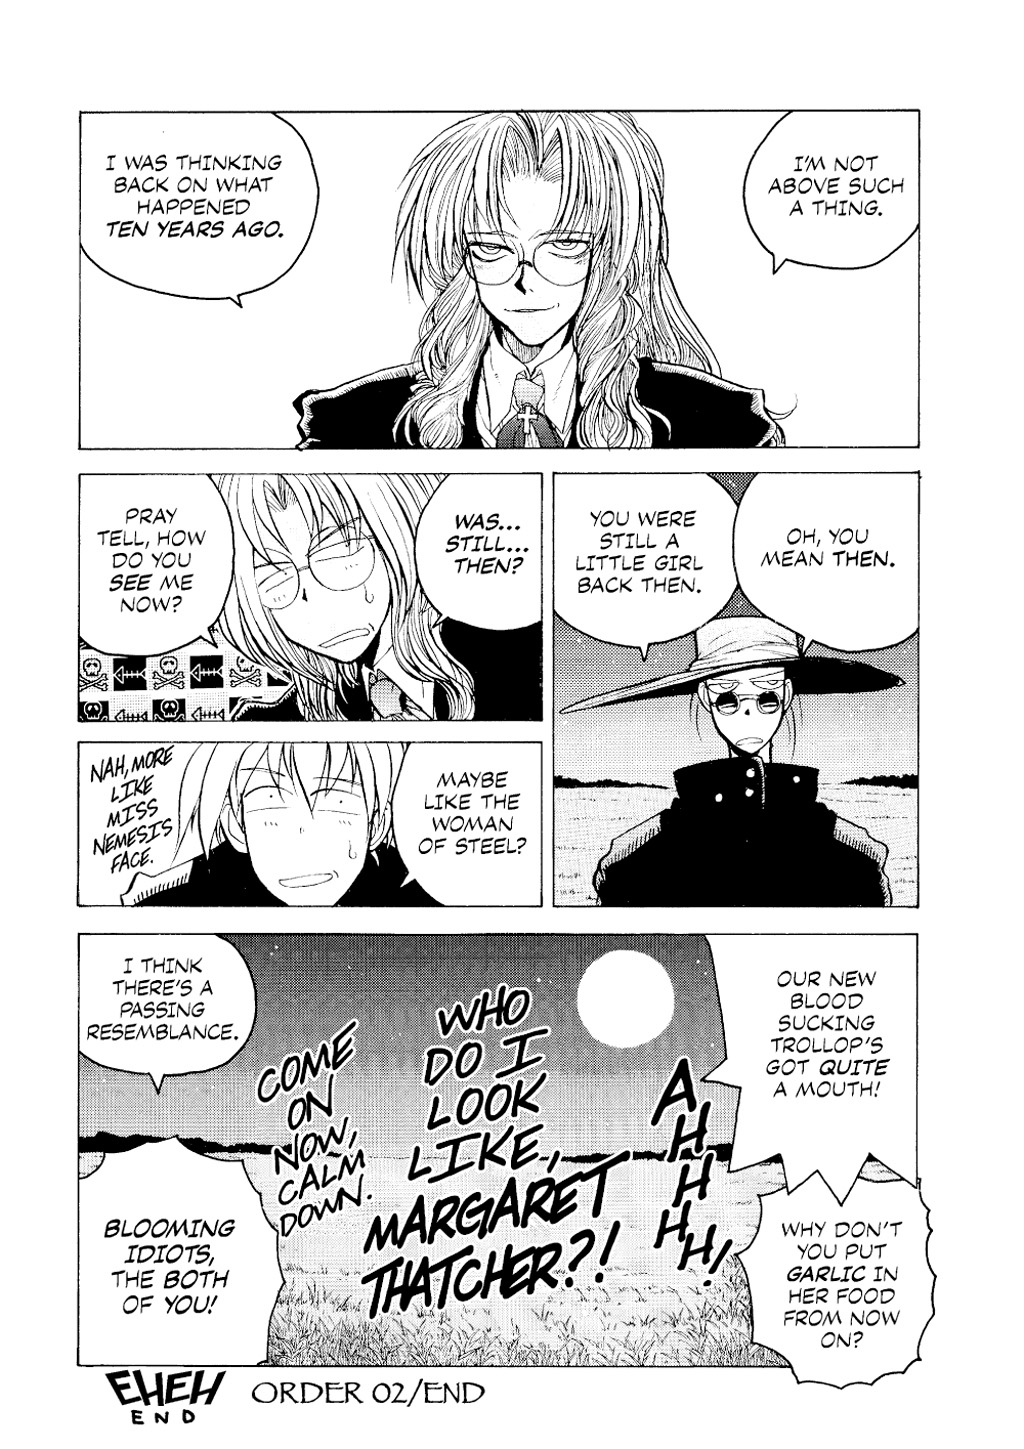 I'M NOT
ABOVE SUCH
A THING.
I WAS THINKING
BACK ON WHAT
HAPPENED
TEN YEARS AGO.
OH, YOU
MEAN THEN.
YOU WERE
STILL A
LITTLE GIRL
BACK THEN.
WAS...
STILL...
THEN?
PRAY
TELL, HOW
DO YOU
SEE ME
NOW?
MAYBE
LIKE THE
WOMAN
OF STEEL?
NAH, MORE
LIKE
MISS
NEMESIS
FACE.
OUR NEW
BLOOD
SUCKING
TROLLOP'S
GOT QUITE
A MOUTH!
WHY DON'T
YOU PUT
GARLIC IN
HER FOOD
FROM NOW
ON?
AHHHH!
WHO
DO I
LOOK
LIKE,
MARGARET
THATCHER?!
COME
ON
NOW,
CALM
DOWN.
I THINK
THERE'S A
PASSING
RESEMBLANCE.
BLOOMING
IDIOTS,
THE BOTH
OF YOU!
EHEH
END
ORDER 02/END